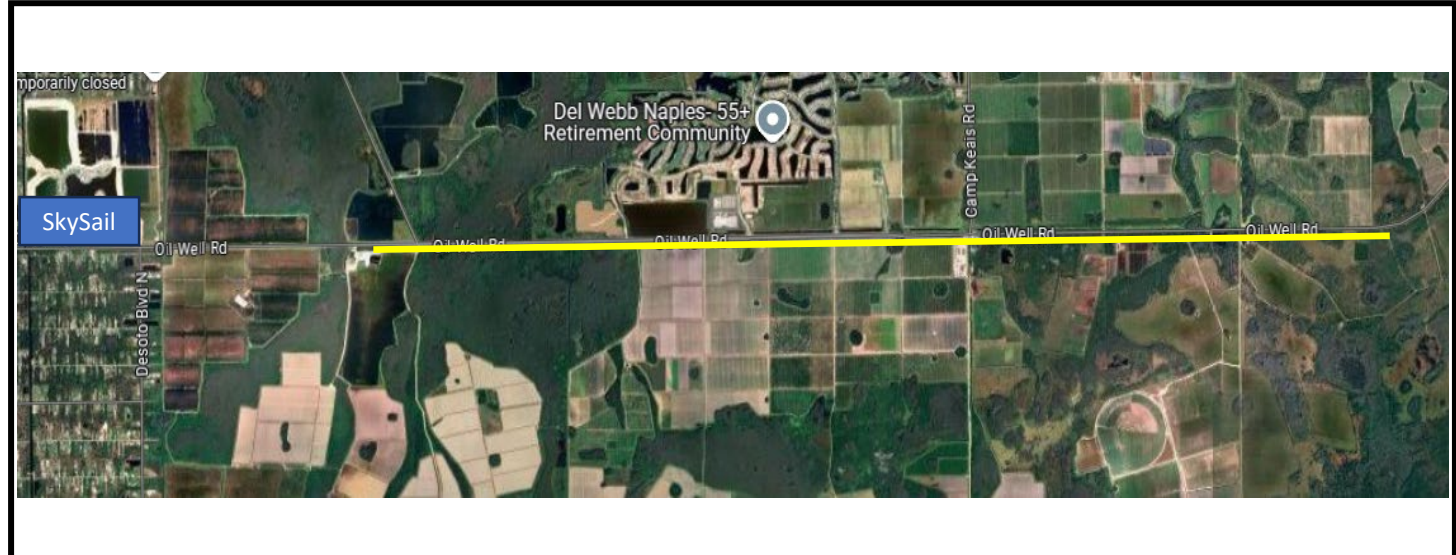 mporarily closed
Del Webb Naples- 55+
Retirement Community
Camp Keais Rd
SkySail
Oil Well Rd
Oil Well Rd
Oil Well Rd
Oil Well Rd
Oil Well Rd
Desoto Blvd N